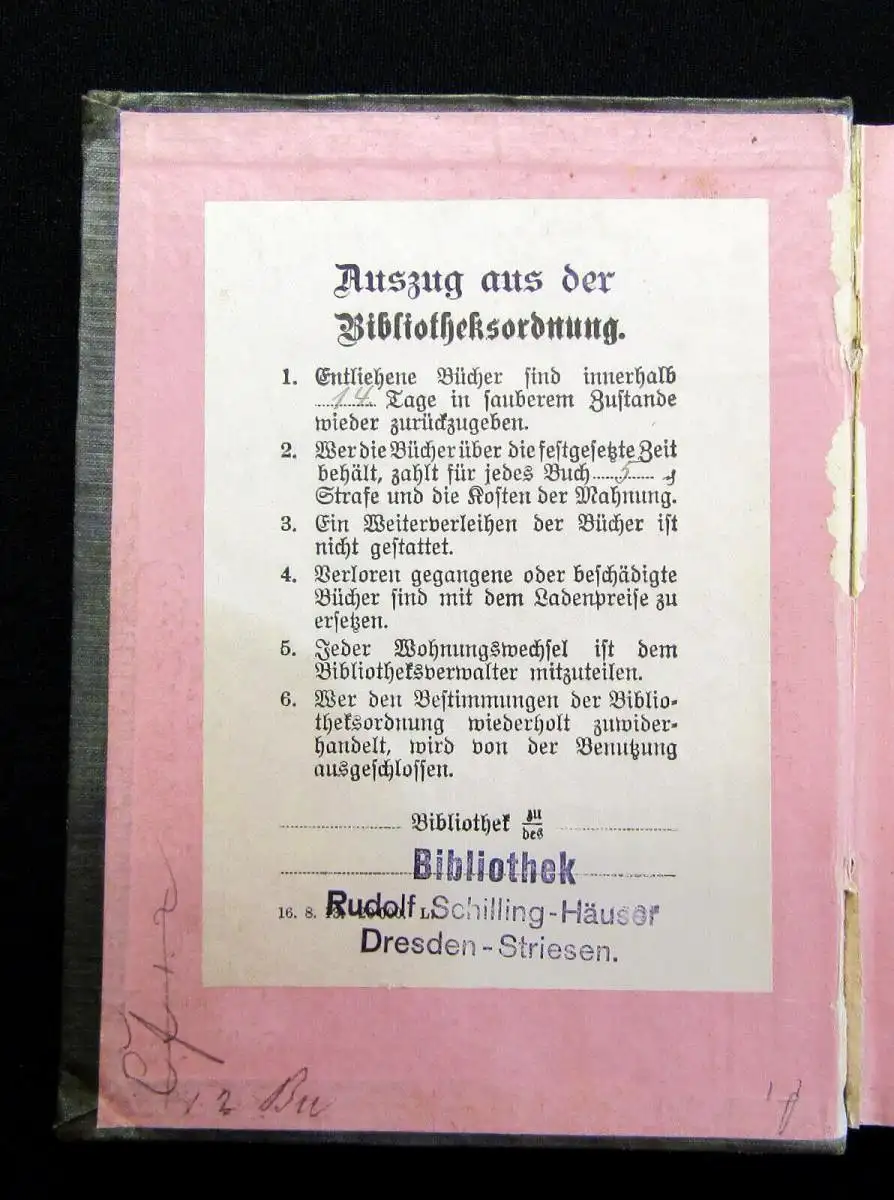 Auszug aus der
Bibliotheksordnung.
1. Entliehene Bücher sind innerhalb
14 Tage in sauberem Zustande
wieder zurückzugeben.
2. Wer die Bücher über die festgesetzte Zeit
behält, zahlt für jedes Buch 5 ₰
Strafe und die Kosten der Mahnung.
3. Ein Weiterverleihen der Bücher ist
nicht gestattet.
4. Verloren gegangene oder beschädigte
Bücher sind mit dem Ladenpreise zu
ersetzen.
5. Jeder Wohnungswechsel ist dem
Bibliotheksverwalter mitzuteilen.
6. Wer den Bestimmungen der Biblio-
theksordnung wiederholt zuwider-
handelt, wird von der Benutzung
ausgeschlossen.
Bibliothek zu
des
Bibliothek
16. 8.
Rudolf Schilling-Häuser
Dresden-Striesen.